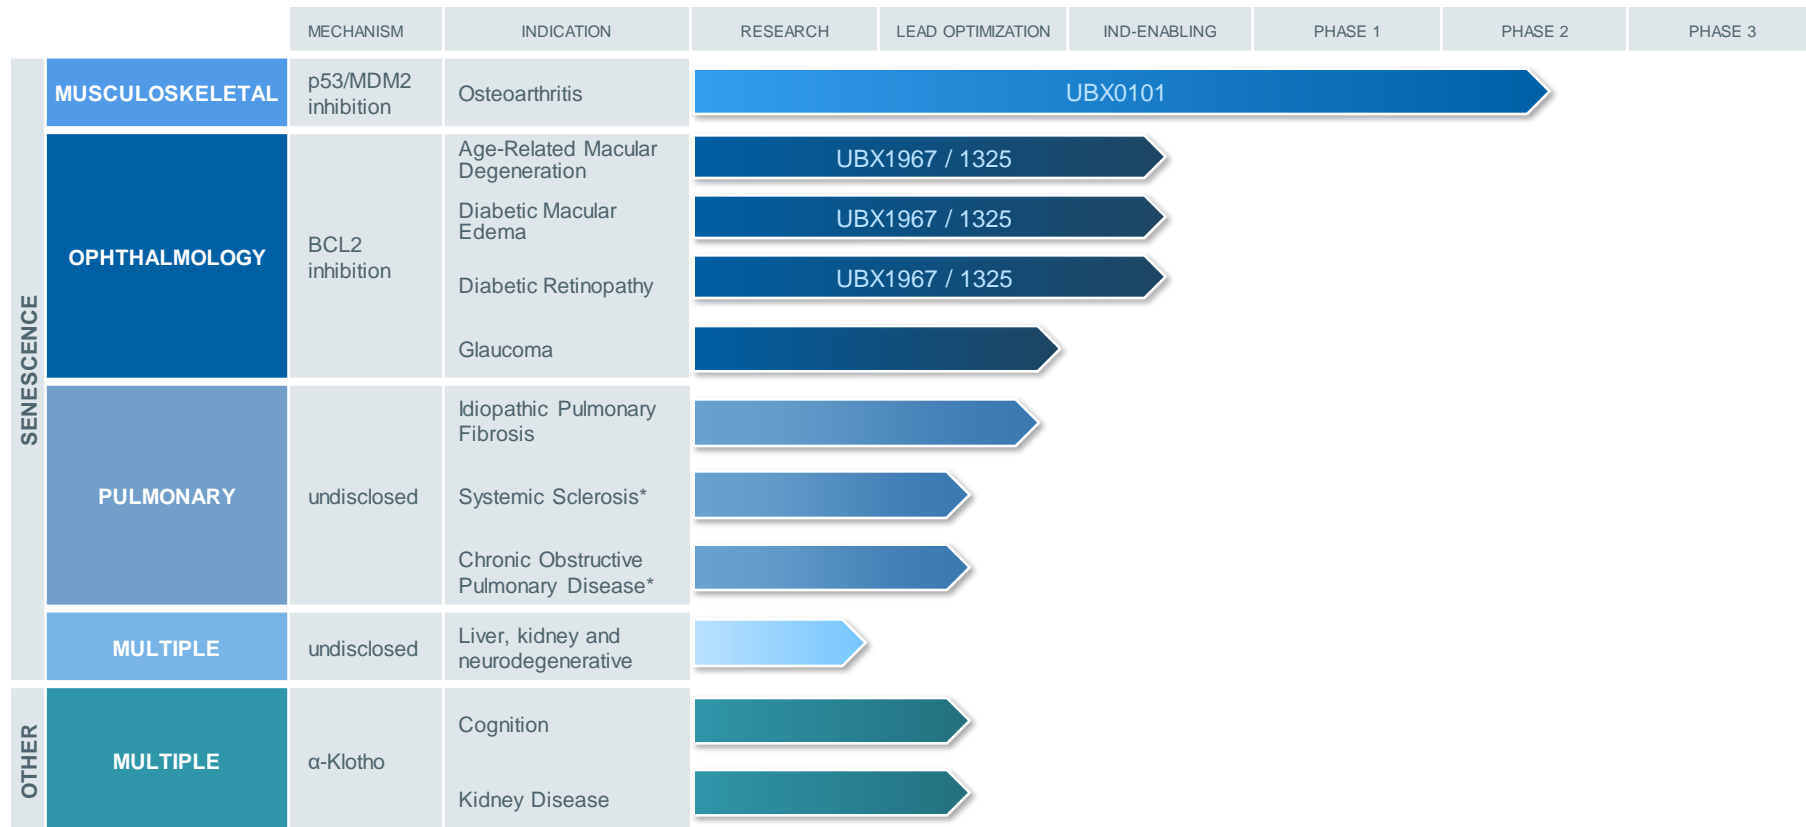 MECHANISM
INDICATION
RESEARCH
LEAD OPTIMIZATION
IND-ENABLING
PHASE 1
PHASE 2
PHASE 3
SENESCENCE
MUSCULOSKELETAL
p53/MDM2
inhibition
Osteoarthritis
UBX0101
OPHTHALMOLOGY
BCL2
inhibition
Age-Related Macular
Degeneration
UBX1967 / 1325
Diabetic Macular
Edema
UBX1967 / 1325
Diabetic Retinopathy
UBX1967 / 1325
Glaucoma
PULMONARY
undisclosed
Idiopathic Pulmonary
Fibrosis
Systemic Sclerosis*
Chronic Obstructive
Pulmonary Disease*
MULTIPLE
undisclosed
Liver, kidney and
neurodegenerative
OTHER
MULTIPLE
α-Klotho
Cognition
Kidney Disease